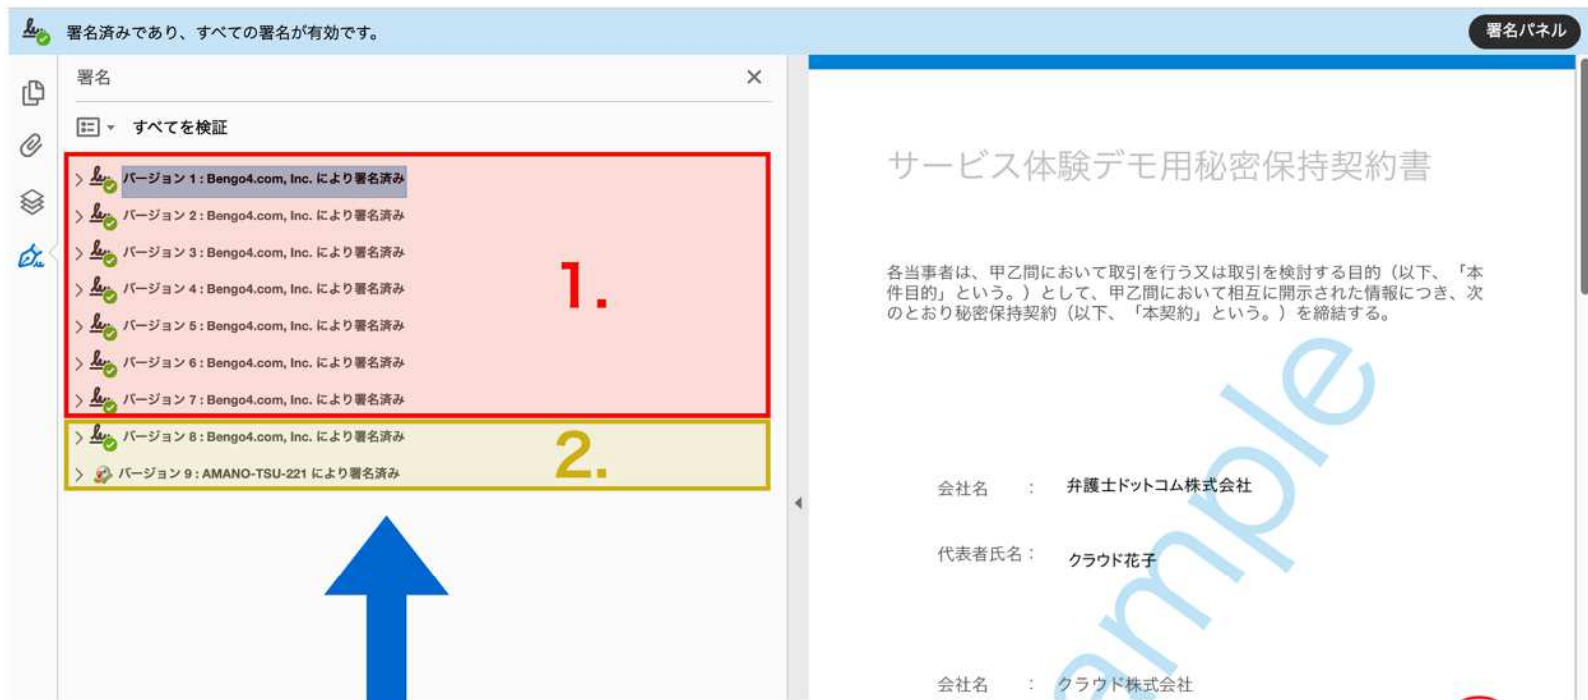 署名済みであり、すべての署名が有効です。
署名パネル
署名
すべてを検証
バージョン 1 : Bengo4.com, Inc. により署名済み
バージョン 2 : Bengo4.com, Inc. により署名済み
バージョン 3 : Bengo4.com, Inc. により署名済み
バージョン 4 : Bengo4.com, Inc. により署名済み
バージョン 5 : Bengo4.com, Inc. により署名済み
バージョン 6 : Bengo4.com, Inc. により署名済み
バージョン 7 : Bengo4.com, Inc. により署名済み
1.
バージョン 8 : Bengo4.com, Inc. により署名済み
バージョン 9 : AMANO-TSU-221 により署名済み
2.
サービス体験デモ用秘密保持契約書
各当事者は、甲乙間において取引を行う又は取引を検討する目的（以下、「本
件目的」という。）として、甲乙間において相互に開示された情報につき、次
のとおり秘密保持契約（以下、「本契約」という。）を締結する。
会社名 : 弁護士ドットコム株式会社
代表者氏名 : クラウド花子
会社名 : クラウド株式会社
ample